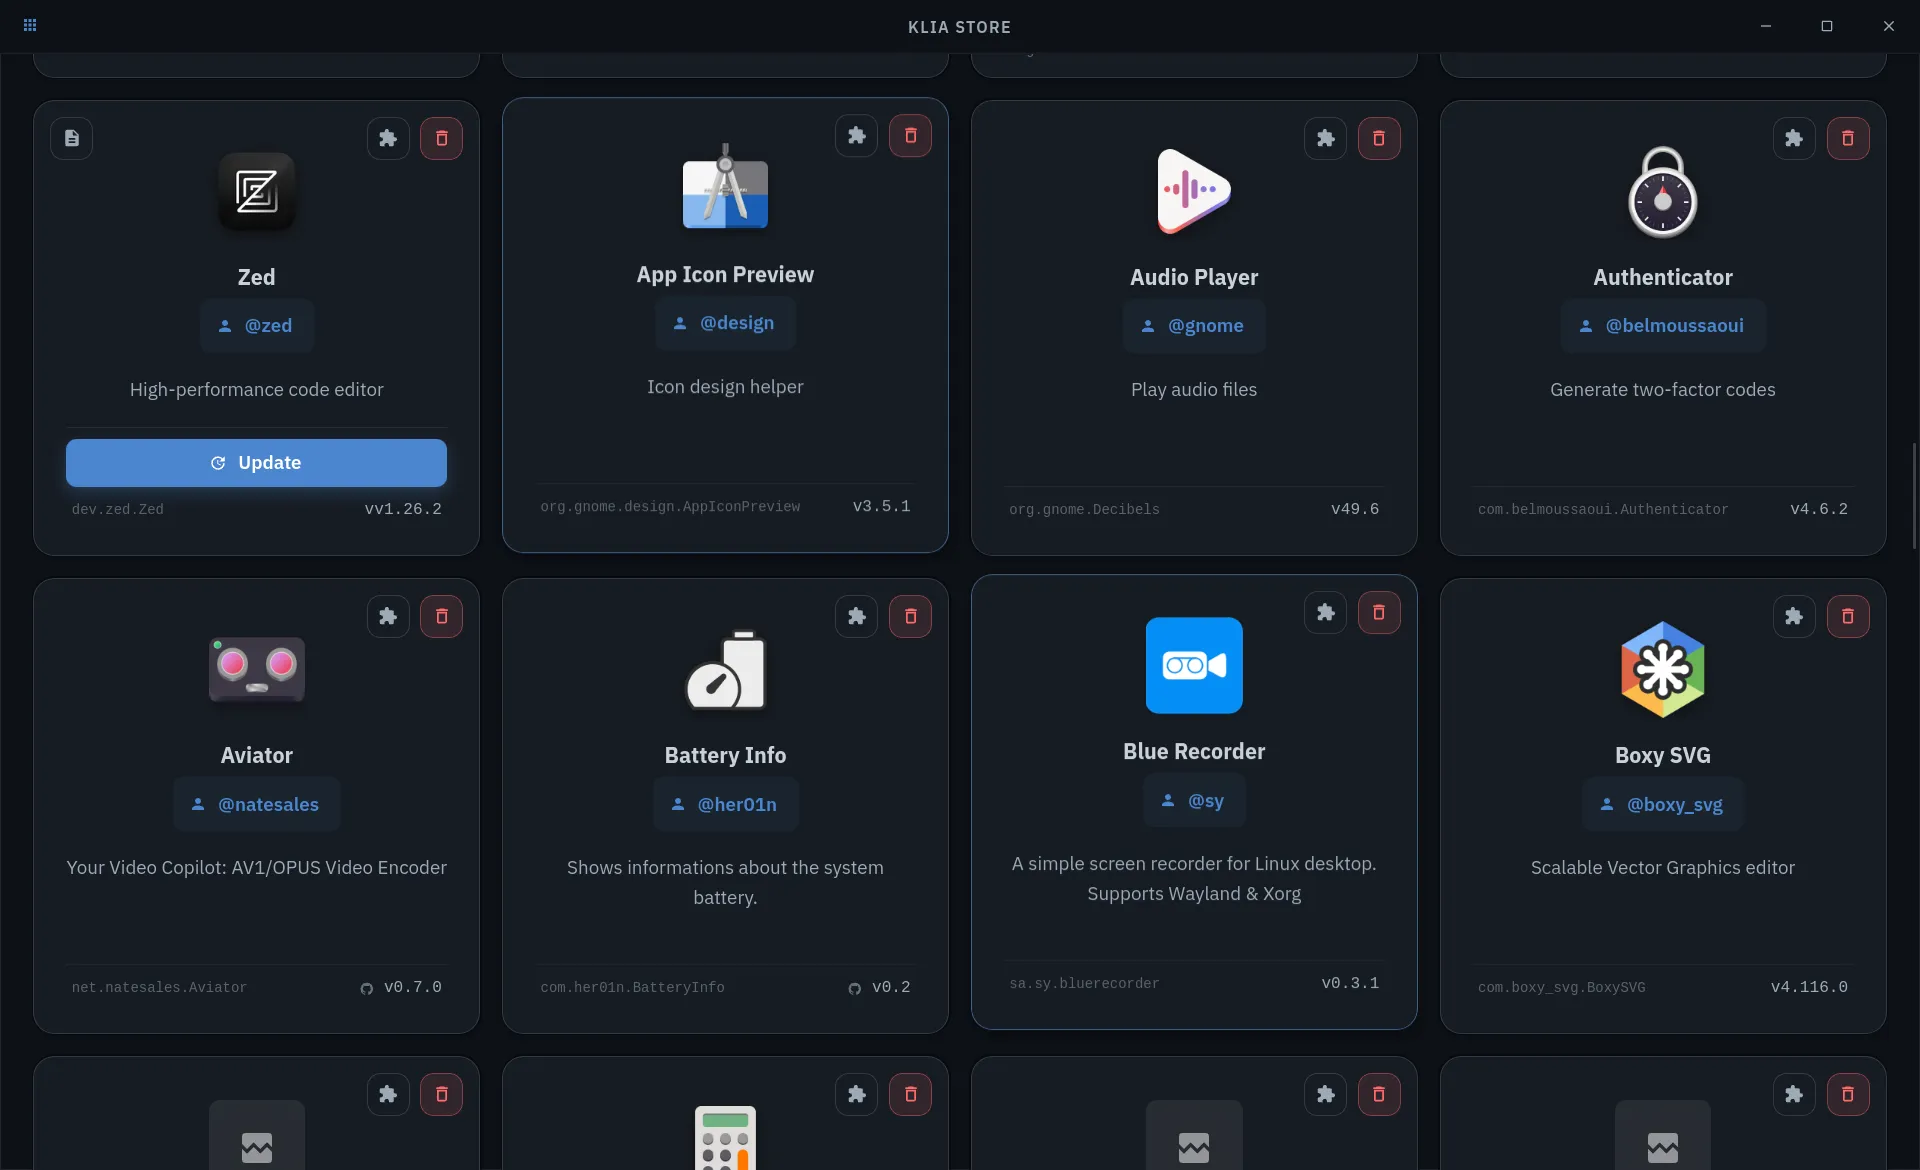 KLIA STORE
Zed
@zed
High-performance code editor
Update
dev.zed.Zed
vv1.26.2
App Icon Preview
@design
Icon design helper
org.gnome.design.AppIconPreview
v3.5.1
Audio Player
@gnome
Play audio files
org.gnome.Decibels
v49.6
Authenticator
@belmoussaoui
Generate two-factor codes
com.belmoussaoui.Authenticator
v4.6.2
Aviator
@natesales
Your Video Copilot: AV1/OPUS Video Encoder
net.natesales.Aviator
v0.7.0
Battery Info
@her01n
Shows informations about the system
battery.
com.her01n.BatteryInfo
v0.2
Blue Recorder
@sy
A simple screen recorder for Linux desktop.
Supports Wayland & Xorg
sa.sy.bluerecorder
v0.3.1
Boxy SVG
@boxy_svg
Scalable Vector Graphics editor
com.boxy_svg.BoxySVG
v4.116.0